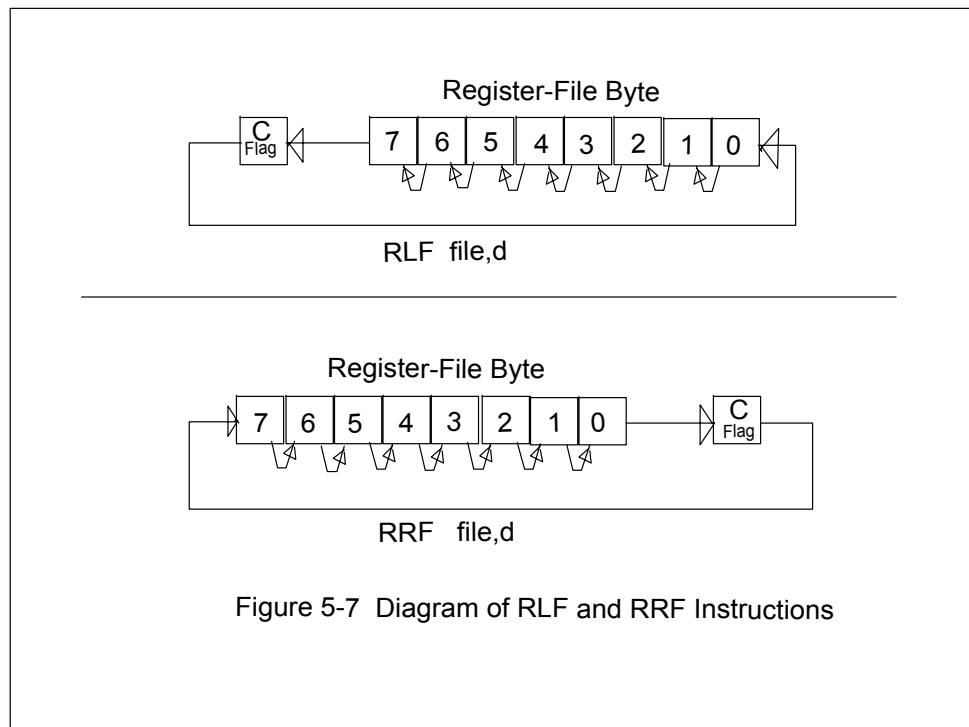 Register-File Byte
C
Flag
7 6 5 4 3 2 1 0
RLF file,d
Register-File Byte
7 6 5 4 3 2 1 0
C
Flag
RRF file,d
Figure 5-7 Diagram of RLF and RRF Instructions